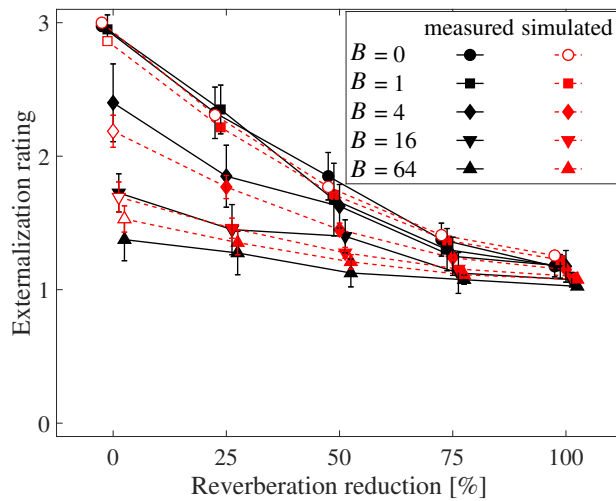 measured simulated
B = 0
B = 1
B = 4
B = 16
B = 64
Externalization rating
3
2
1
0
0 25 50 75 100
Reverberation reduction [%]